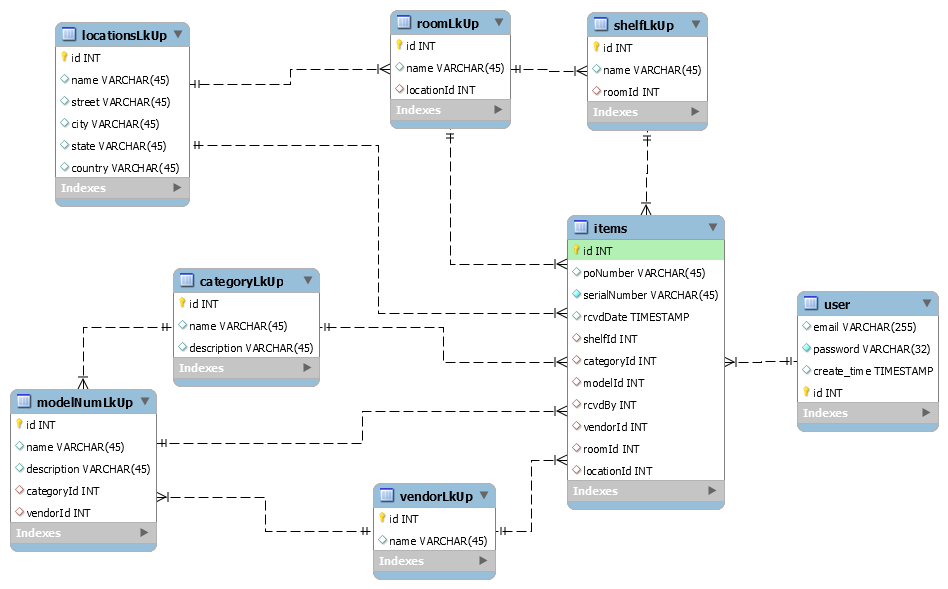 locationsLkUp
id INT
name VARCHAR(45)
street VARCHAR(45)
city VARCHAR(45)
state VARCHAR(45)
country VARCHAR(45)
Indexes
roomLkUp
id INT
name VARCHAR(45)
locationId INT
Indexes
shelfLkUp
id INT
name VARCHAR(45)
roomId INT
Indexes
categoryLkUp
id INT
name VARCHAR(45)
description VARCHAR(45)
Indexes
items
id INT
poNumber VARCHAR(45)
serialNumber VARCHAR(45)
rcvdDate TIMESTAMP
shelfId INT
categoryId INT
modelId INT
rcvdBy INT
vendorId INT
roomId INT
locationId INT
Indexes
user
email VARCHAR(255)
password VARCHAR(32)
create_time TIMESTAMP
id INT
Indexes
modelNumLkUp
id INT
name VARCHAR(45)
description VARCHAR(45)
categoryId INT
vendorId INT
Indexes
vendorLkUp
id INT
name VARCHAR(45)
Indexes